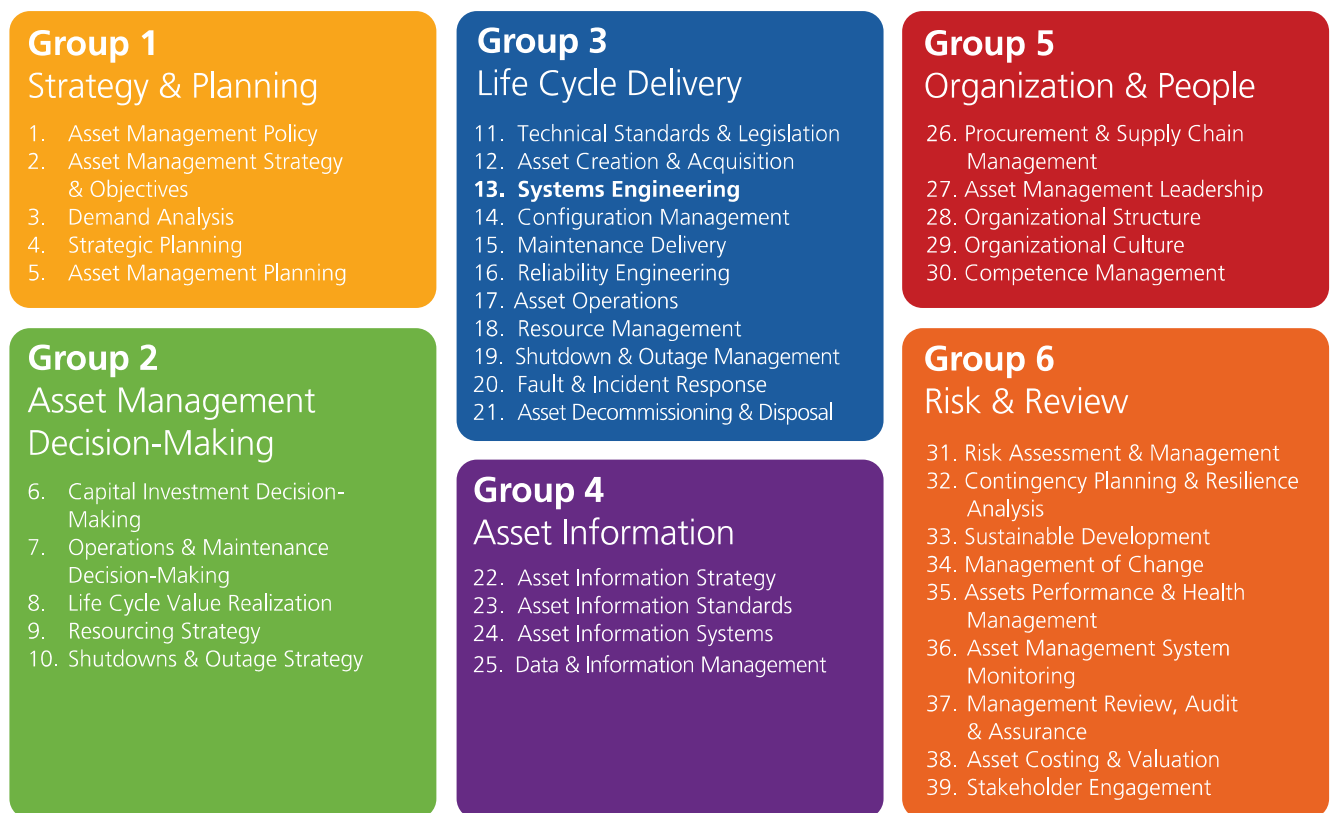 Group 1
Strategy & Planning
1. Asset Management Policy
2. Asset Management Strategy
& Objectives
3. Demand Analysis
4. Strategic Planning
5. Asset Management Planning
Group 2
Asset Management
Decision-Making
6. Capital Investment Decision-
Making
7. Operations & Maintenance
Decision-Making
8. Life Cycle Value Realization
9. Resourcing Strategy
10. Shutdowns & Outage Strategy
Group 3
Life Cycle Delivery
11. Technical Standards & Legislation
12. Asset Creation & Acquisition
13. Systems Engineering
14. Configuration Management
15. Maintenance Delivery
16. Reliability Engineering
17. Asset Operations
18. Resource Management
19. Shutdown & Outage Management
20. Fault & Incident Response
21. Asset Decommissioning & Disposal
Group 4
Asset Information
22. Asset Information Strategy
23. Asset Information Standards
24. Asset Information Systems
25. Data & Information Management
Group 5
Organization & People
26. Procurement & Supply Chain
Management
27. Asset Management Leadership
28. Organizational Structure
29. Organizational Culture
30. Competence Management
Group 6
Risk & Review
31. Risk Assessment & Management
32. Contingency Planning & Resilience
Analysis
33. Sustainable Development
34. Management of Change
35. Assets Performance & Health
Management
36. Asset Management System
Monitoring
37. Management Review, Audit
& Assurance
38. Asset Costing & Valuation
39. Stakeholder Engagement